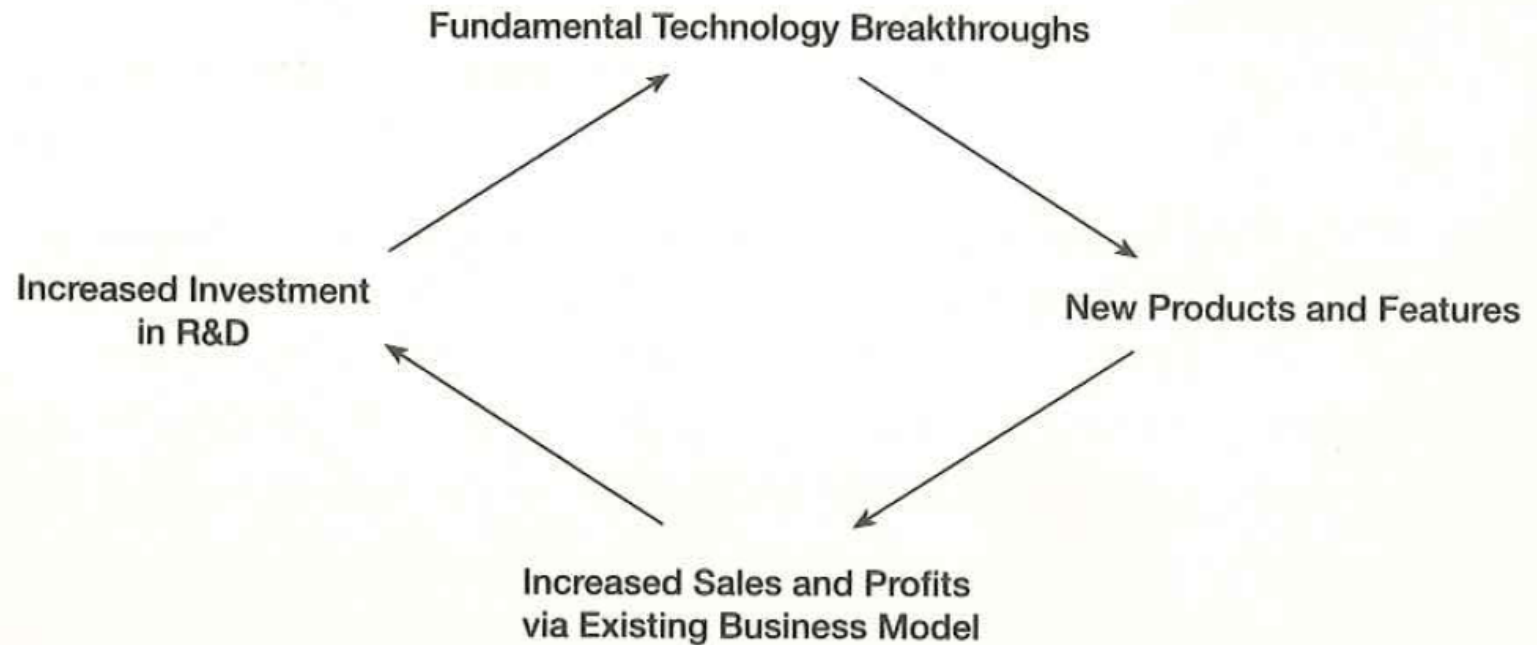 Fundamental Technology Breakthroughs
Increased Investment
in R&D
New Products and Features
Increased Sales and Profits
via Existing Business Model